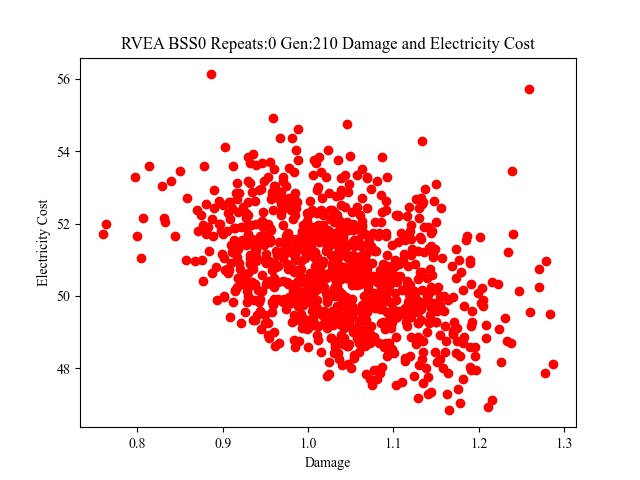 RVEA BSS0 Repeats:0 Gen:210 Damage and Electricity Cost
56
54
52
50
48
Electricity Cost
0.8 0.9 1.0 1.1 1.2 1.3
Damage